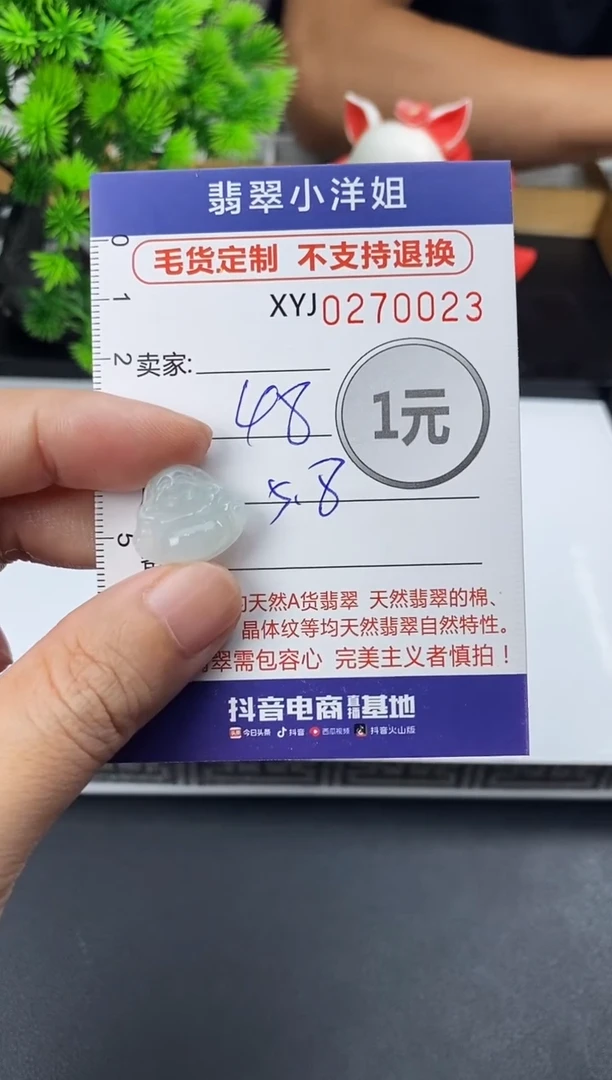 翡翠小洋姐
毛货定制 不支持退换
XYJ0270023
0
1
2
卖家:
1元
48
5.8
5
天然A货翡翠 天然翡翠的棉、
晶体纹等均天然翡翠自然特性。
翠需包容心 完美主义者慎拍!
抖音电商直播基地
今日头条 抖音 西瓜视频 抖音火山版